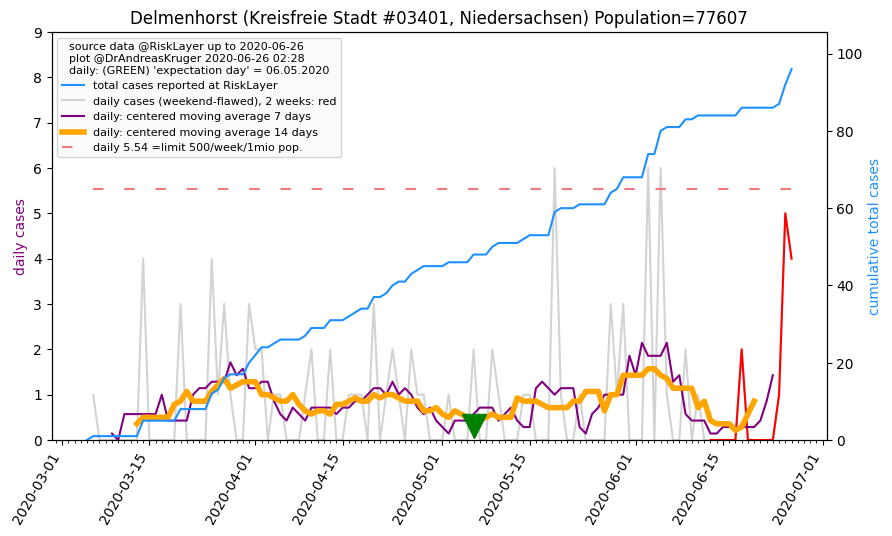 Delmenhorst (Kreisfreie Stadt #03401, Niedersachsen) Population=77607
source data @RiskLayer up to 2020-06-26
plot @DrAndreasKruger 2020-06-26 02:28
daily: (GREEN) 'expectation day' = 06.05.2020
total cases reported at RiskLayer
daily cases (weekend-flawed), 2 weeks: red
daily: centered moving average 7 days
daily: centered moving average 14 days
daily 5.54 =limit 500/week/1mio pop.
daily cases
9
8
7
6
5
4
3
2
1
0
100
80
60
40
20
0
cumulative total cases
2020-03-01
2020-03-15
2020-04-01
2020-04-15
2020-05-01
2020-05-15
2020-06-01
2020-06-15
2020-07-01